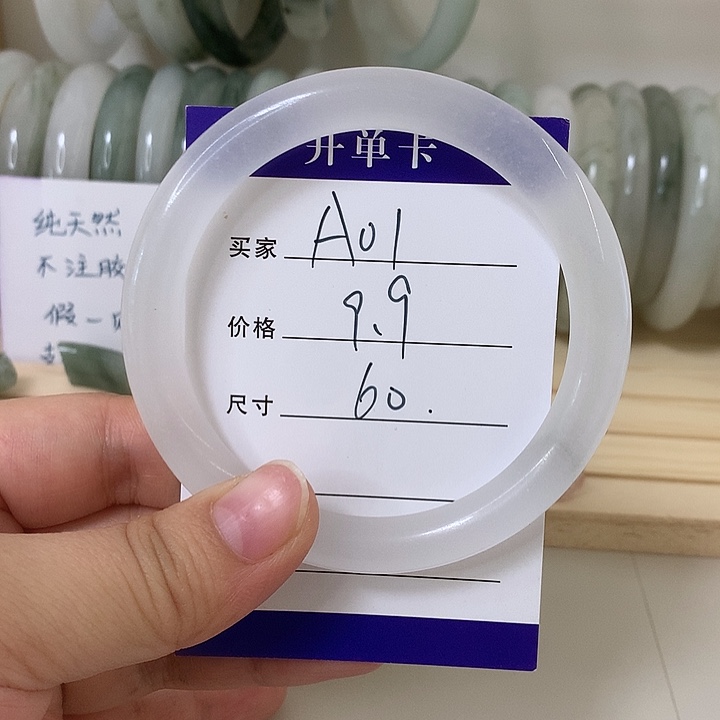 开单卡
买家 A01
价格 9.9
尺寸 60.
纯天然
不注胶
假一